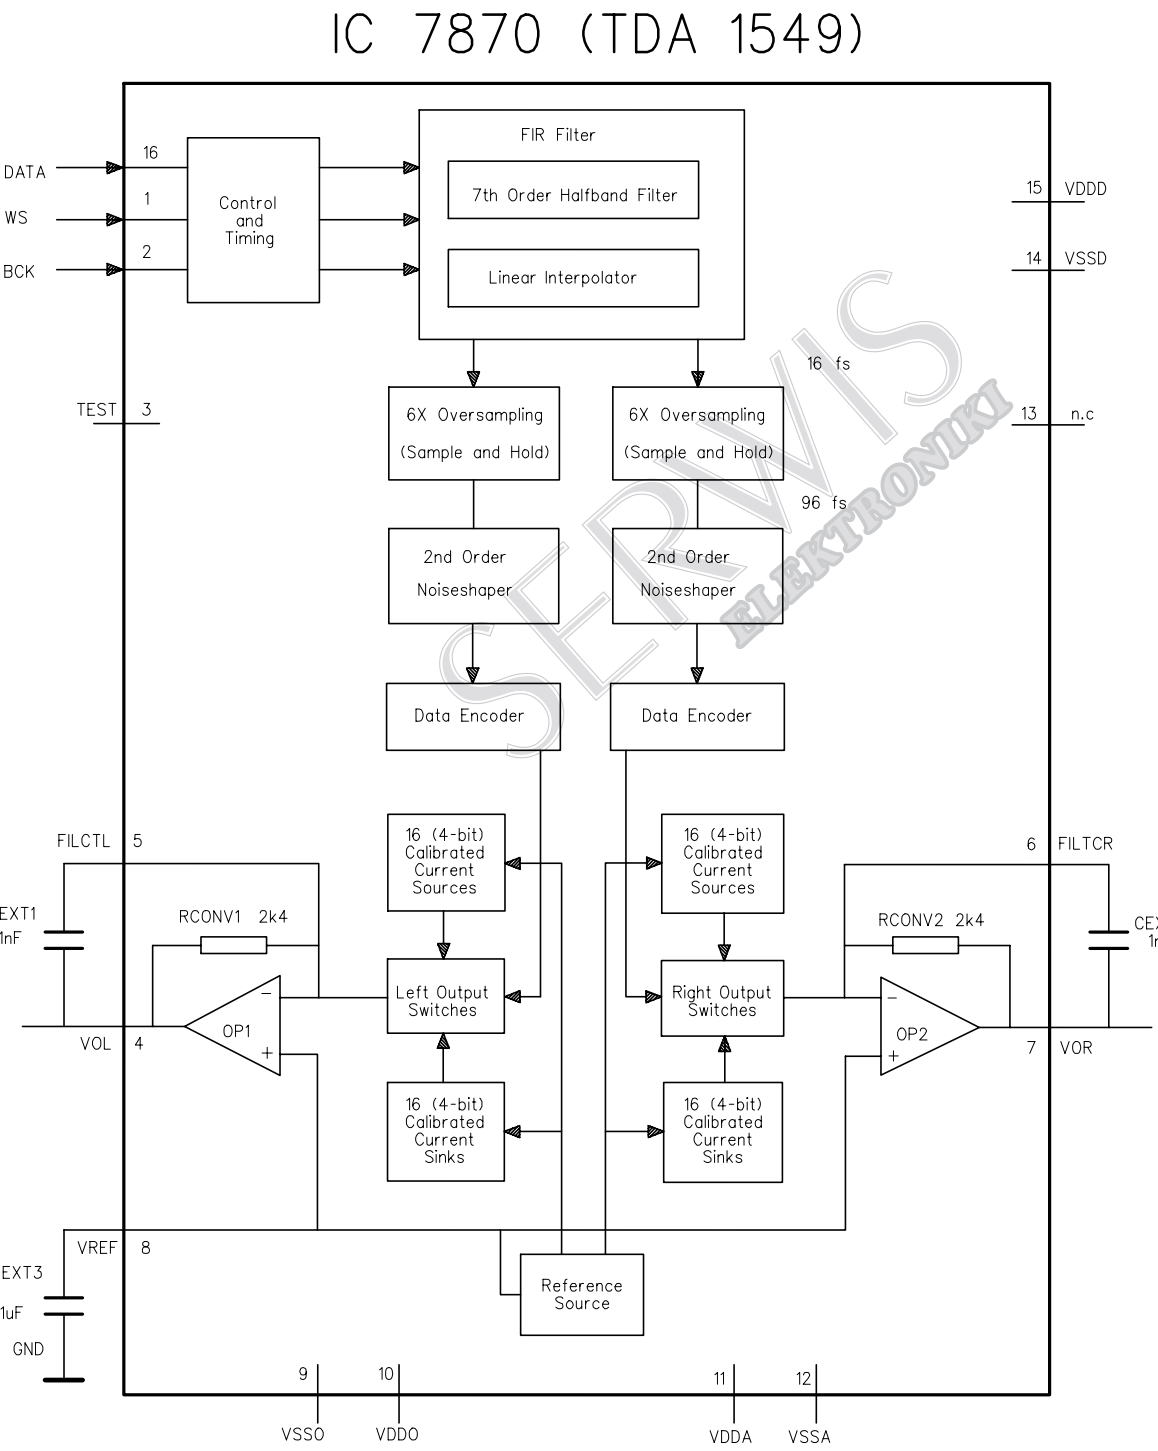 IC 7870 (TDA 1549)
FIR Filter
16
DATA
7th Order Halfband Filter
15 VDDD
1
WS
Control
and
Timing
2
BCK
14 VSSD
Linear Interpolator
16 fs
TEST 3
6X Oversampling
(Sample and Hold)
6X Oversampling
(Sample and Hold)
13 n.c
96 fs
2nd Order
Noiseshaper
2nd Order
Noiseshaper
SERWIS
ELEKTRONIKI
Data Encoder
Data Encoder
FILCTL 5
16 (4-bit)
Calibrated
Current
Sources
16 (4-bit)
Calibrated
Current
Sources
6 FILTCR
EXT1
1nF
RCONV1 2k4
RCONV2 2k4
CE
1
Left Output
Switches
Right Output
Switches
-
OP1
+
-
OP2
+
VOL 4
7 VOR
16 (4-bit)
Calibrated
Current
Sinks
16 (4-bit)
Calibrated
Current
Sinks
VREF 8
EXT3
1uF
GND
Reference
Source
9
10
11
12
VSSO
VDDO
VDDA
VSSA